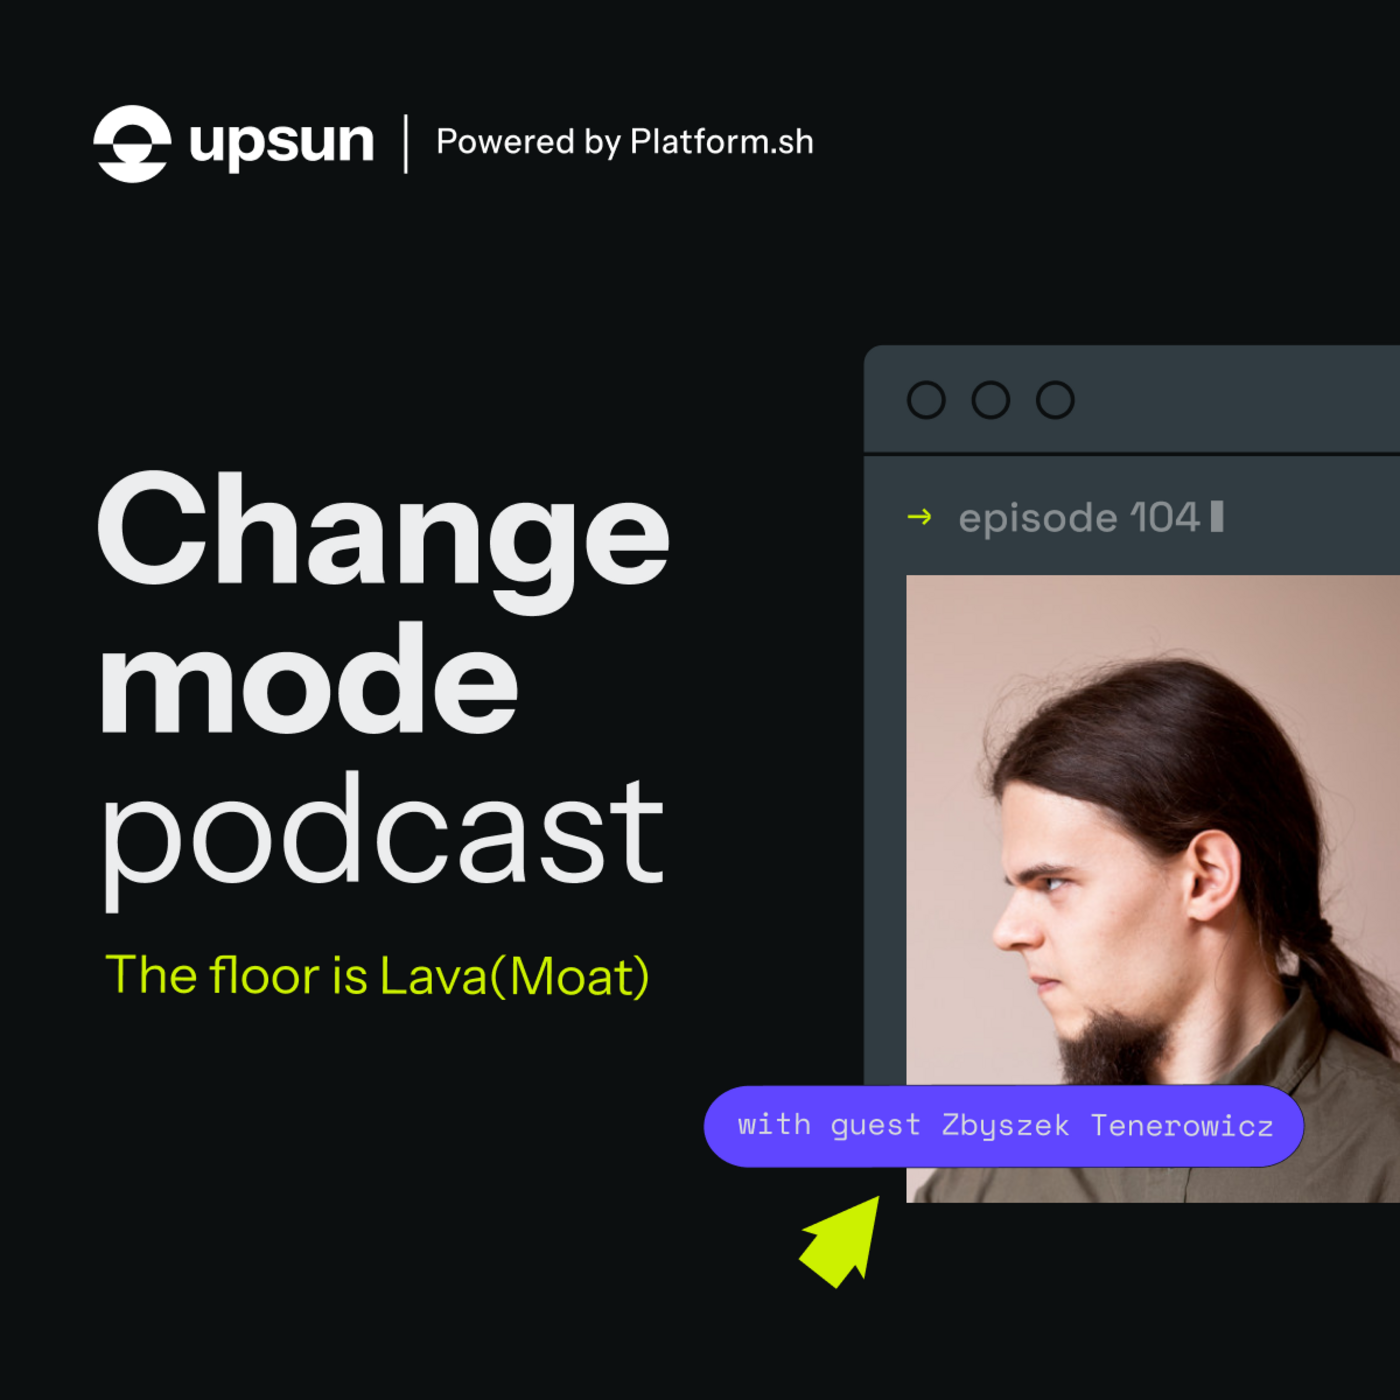 upsun | Powered by Platform.sh
Change
mode
podcast
The floor is Lava(Moat)
→ episode 104
with guest Zbyszek Tenerowicz